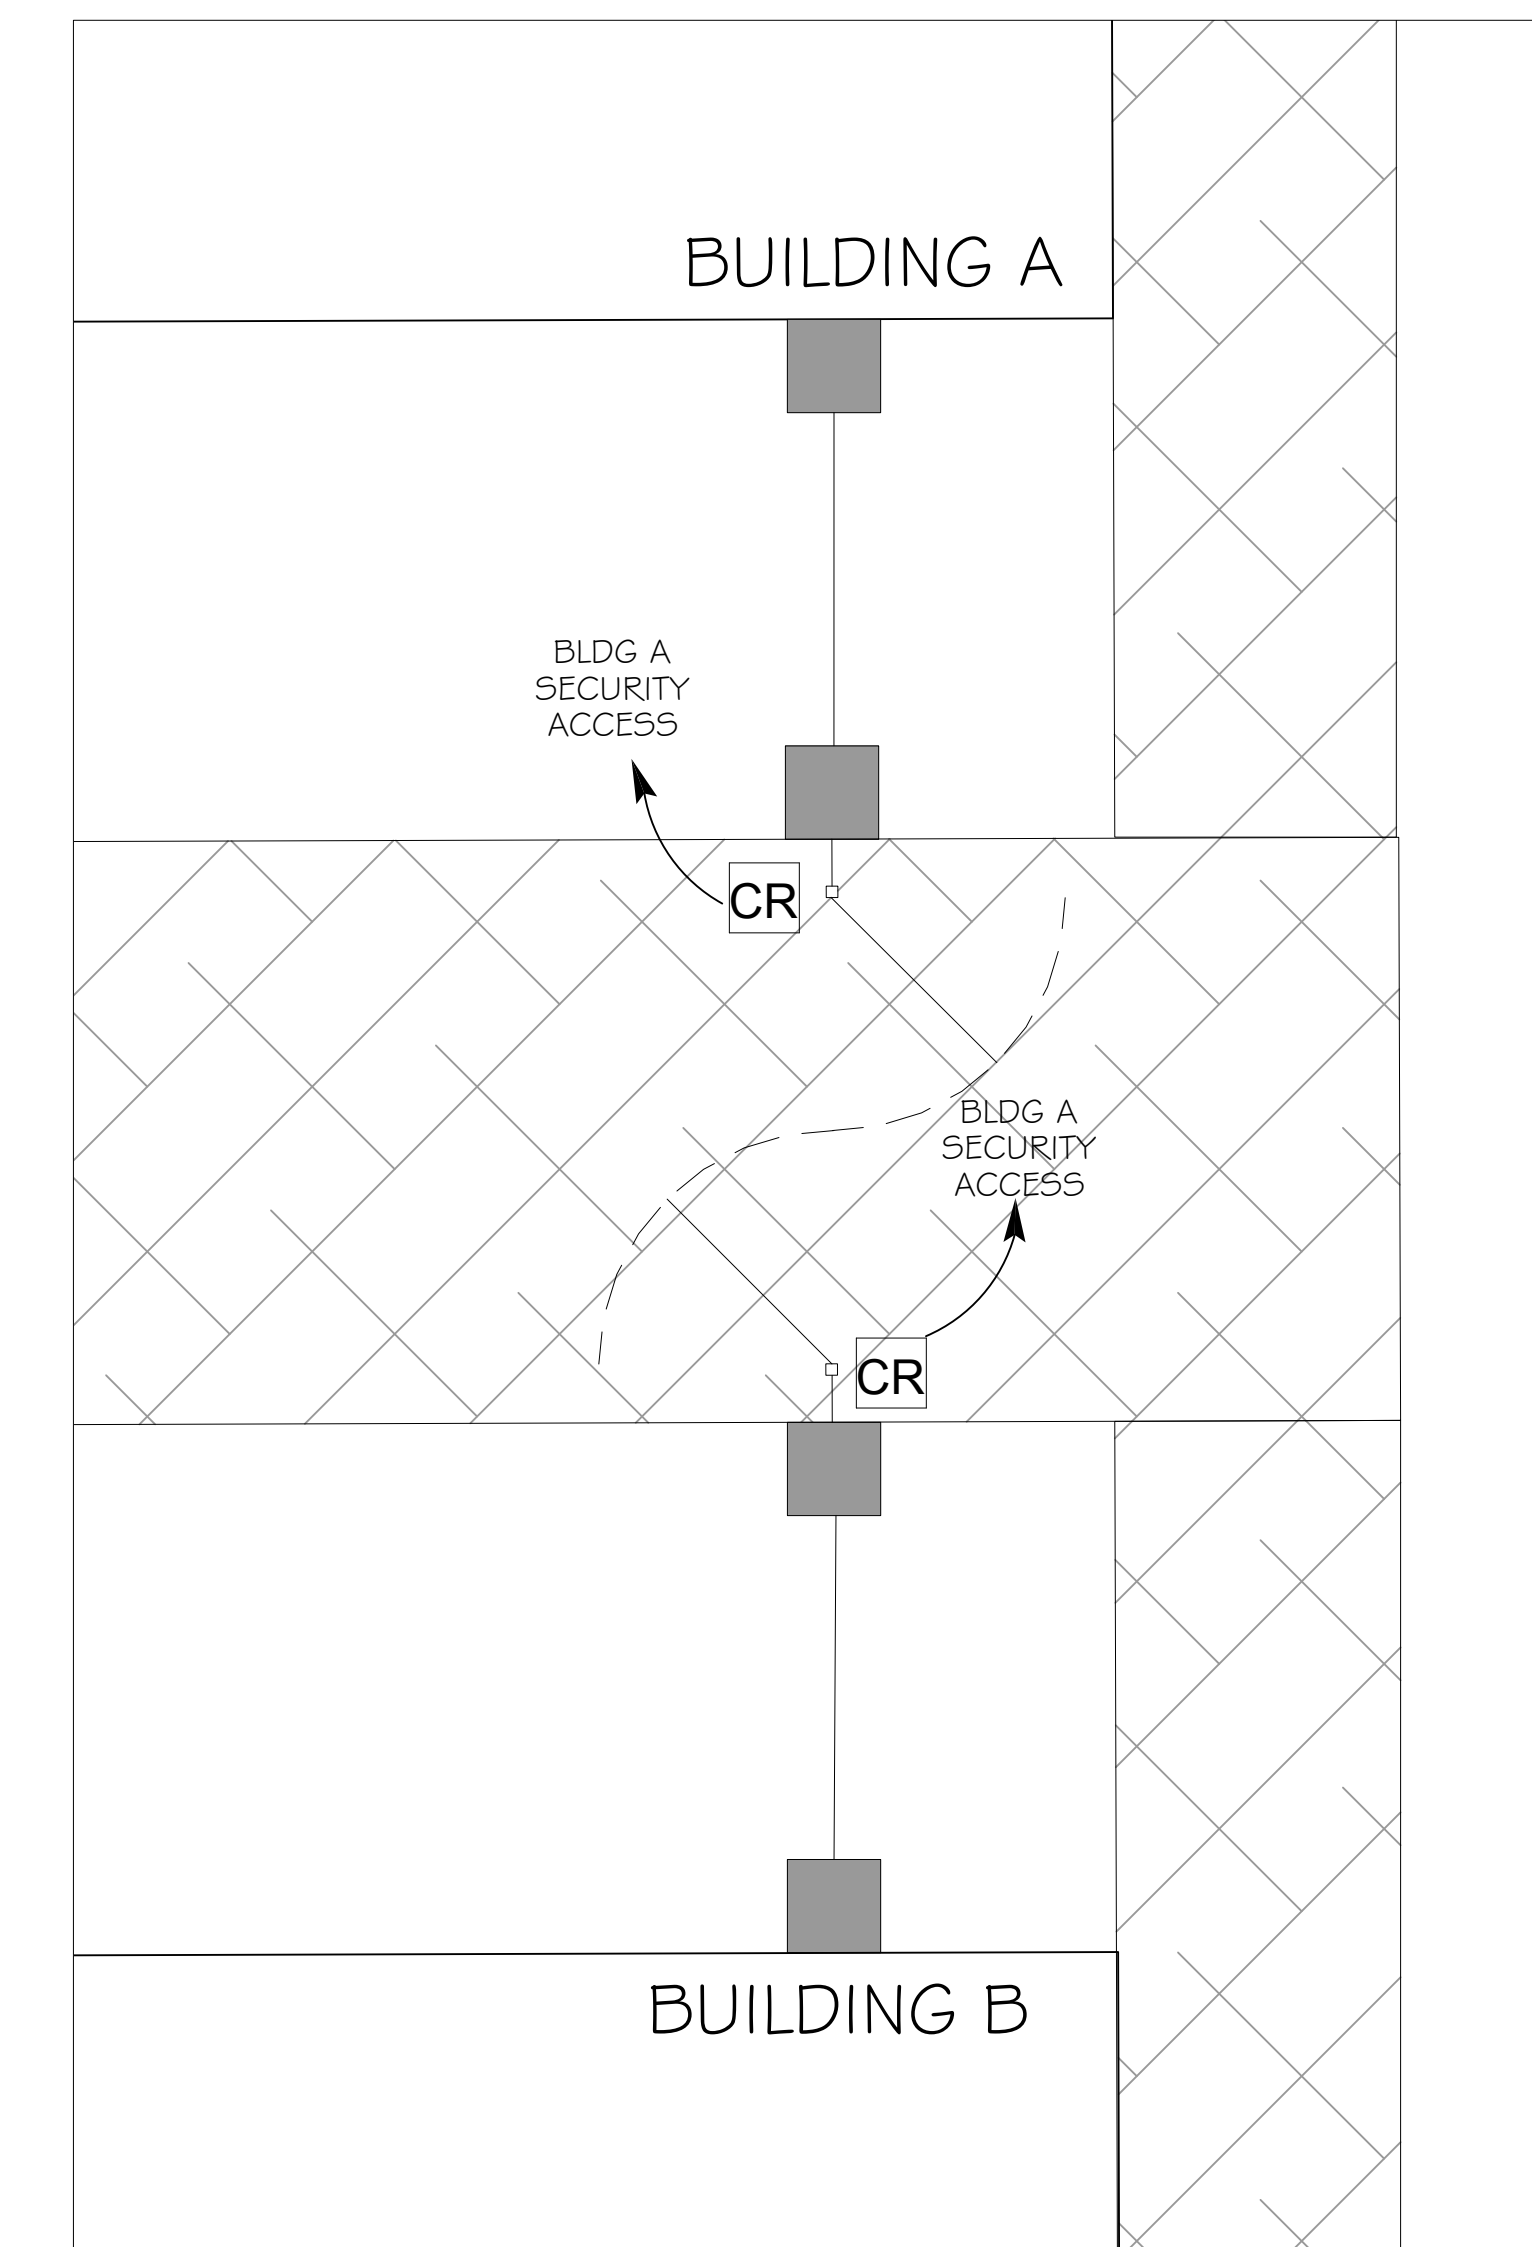 BUILDING A
BLDG A
SECURITY
ACCESS
CR
BLDG A
SECURITY
ACCESS
CR
BUILDING B